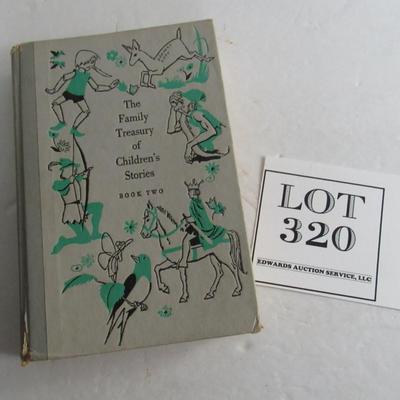 The
Family
Treasury
of
Children's
Stories
BOOK TWO
LOT
320
EDWARDS AUCTION SERVICE, LLC